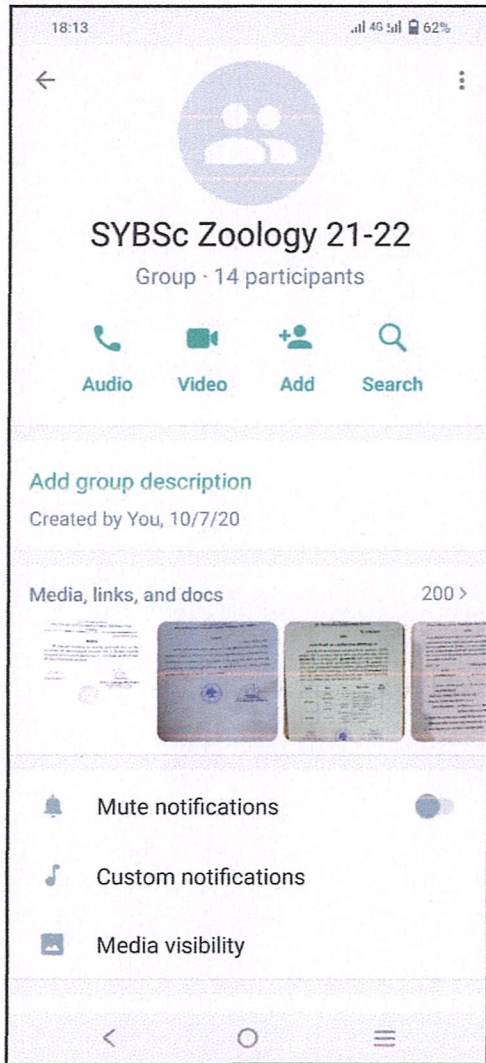 18:13 4G 62%
SYBSc Zoology 21-22
Group · 14 participants
Audio Video Add Search
Add group description
Created by You, 10/7/20
Media, links, and docs 200 >
Mute notifications
Custom notifications
Media visibility